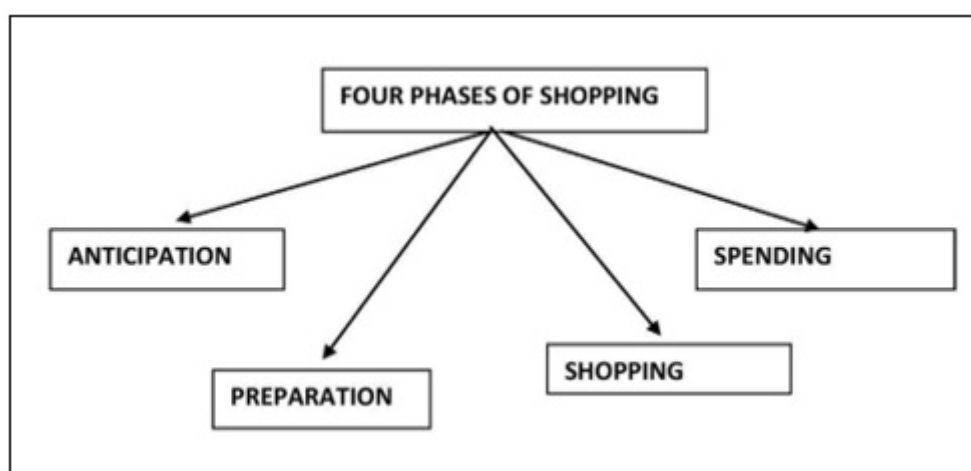 FOUR PHASES OF SHOPPING
ANTICIPATION
SPENDING
PREPARATION
SHOPPING